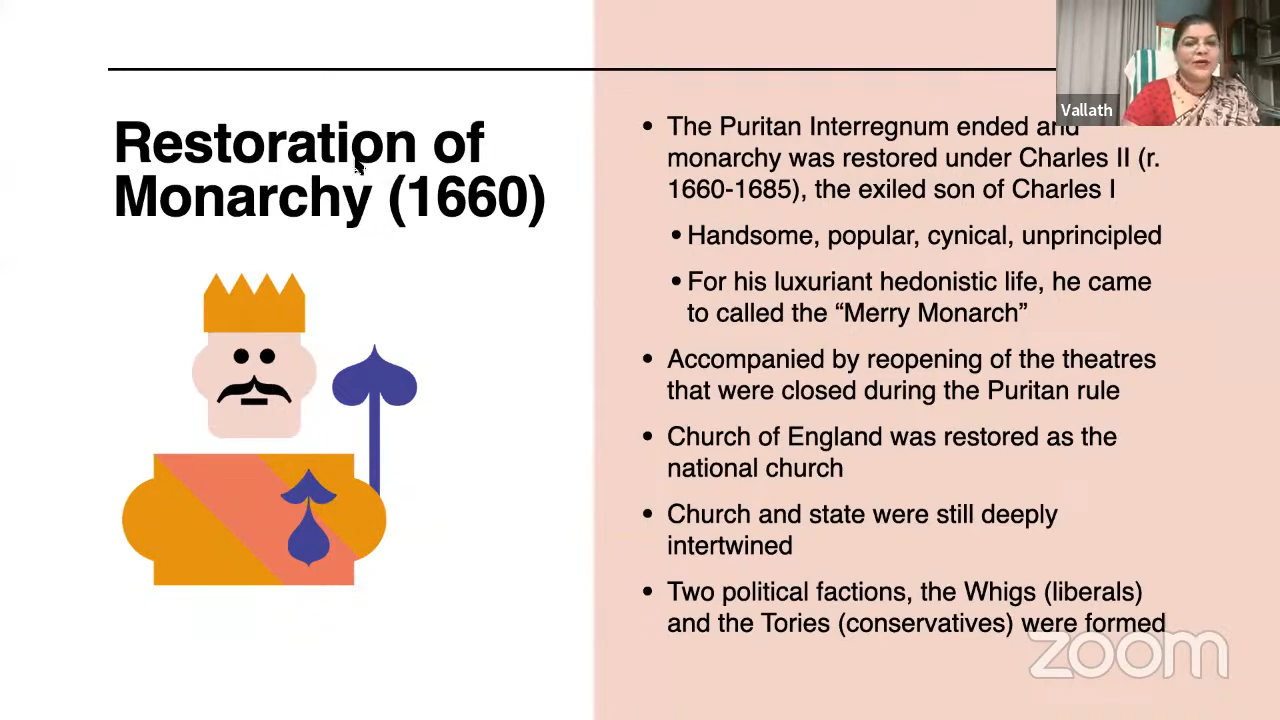 Restoration of
Monarchy (1660)
Vallath
• The Puritan Interregnum ended and
monarchy was restored under Charles II (r.
1660-1685), the exiled son of Charles I
• Handsome, popular, cynical, unprincipled
• For his luxuriant hedonistic life, he came
to called the “Merry Monarch”
• Accompanied by reopening of the theatres
that were closed during the Puritan rule
• Church of England was restored as the
national church
• Church and state were still deeply
intertwined
• Two political factions, the Whigs (liberals)
and the Tories (conservatives) were formed
zoom